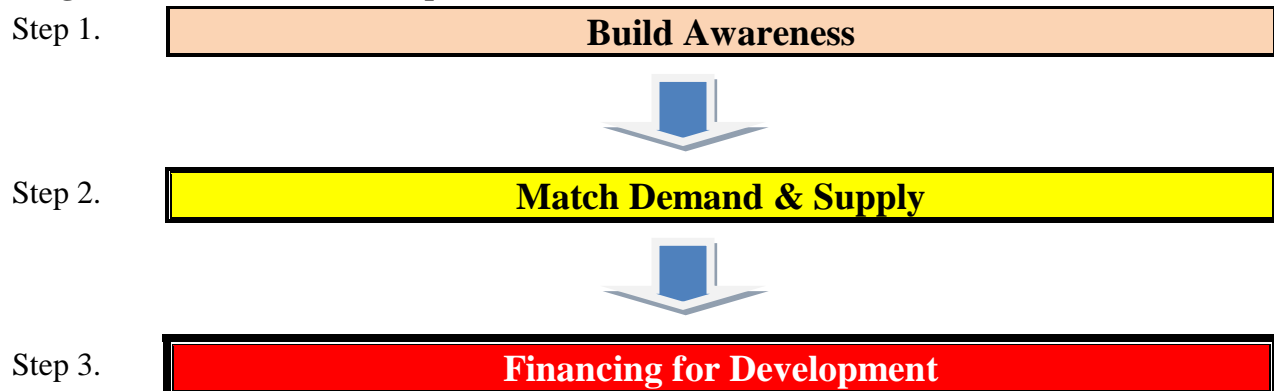 Step 1. Build Awareness
Step 2. Match Demand & Supply
Step 3. Financing for Development